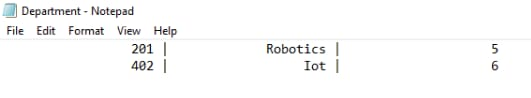 Department - Notepad
File Edit Format View Help
201 | Robotics | 5
402 | Iot | 6